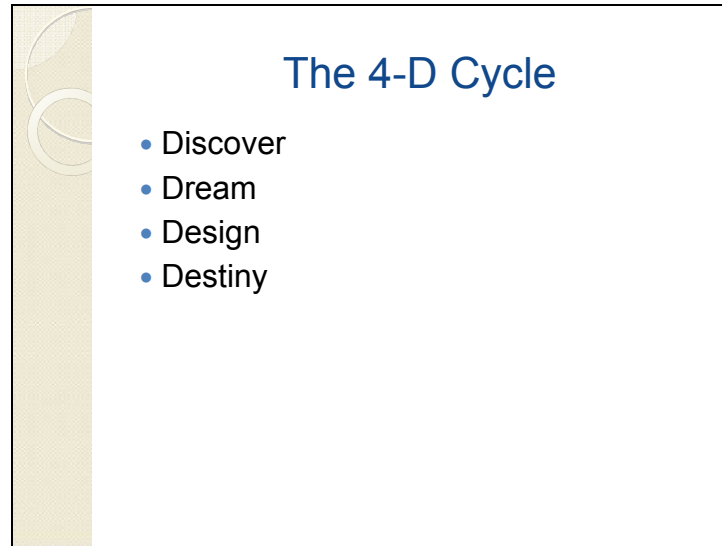 The 4-D Cycle
• Discover
• Dream
• Design
• Destiny